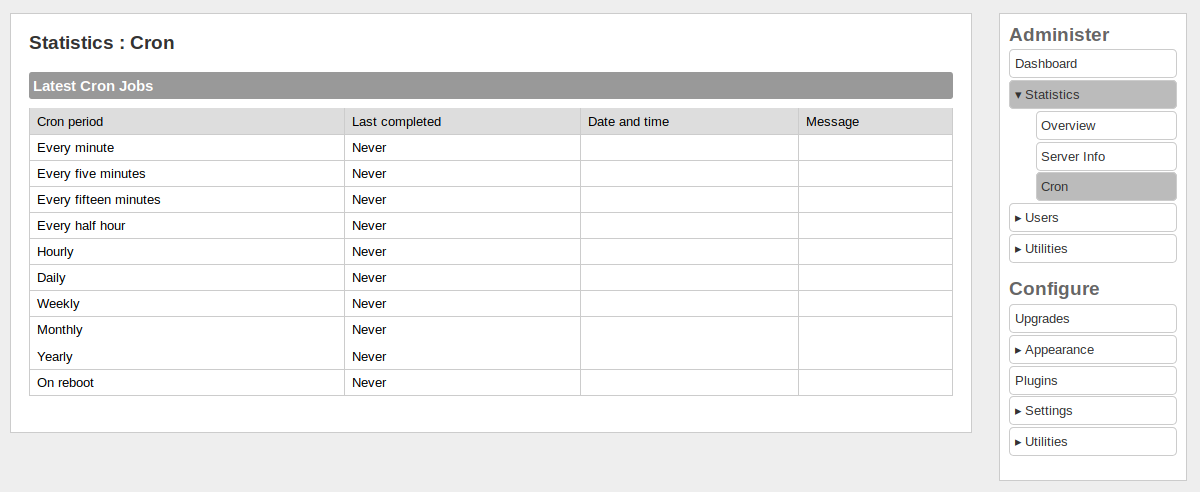 Statistics : Cron
Latest Cron Jobs
Cron period Last completed Date and time Message
Every minute Never
Every five minutes Never
Every fifteen minutes Never
Every half hour Never
Hourly Never
Daily Never
Weekly Never
Monthly Never
Yearly Never
On reboot Never
Administer
Dashboard
▾ Statistics
Overview
Server Info
Cron
▸ Users
▸ Utilities
Configure
Upgrades
▸ Appearance
Plugins
▸ Settings
▸ Utilities